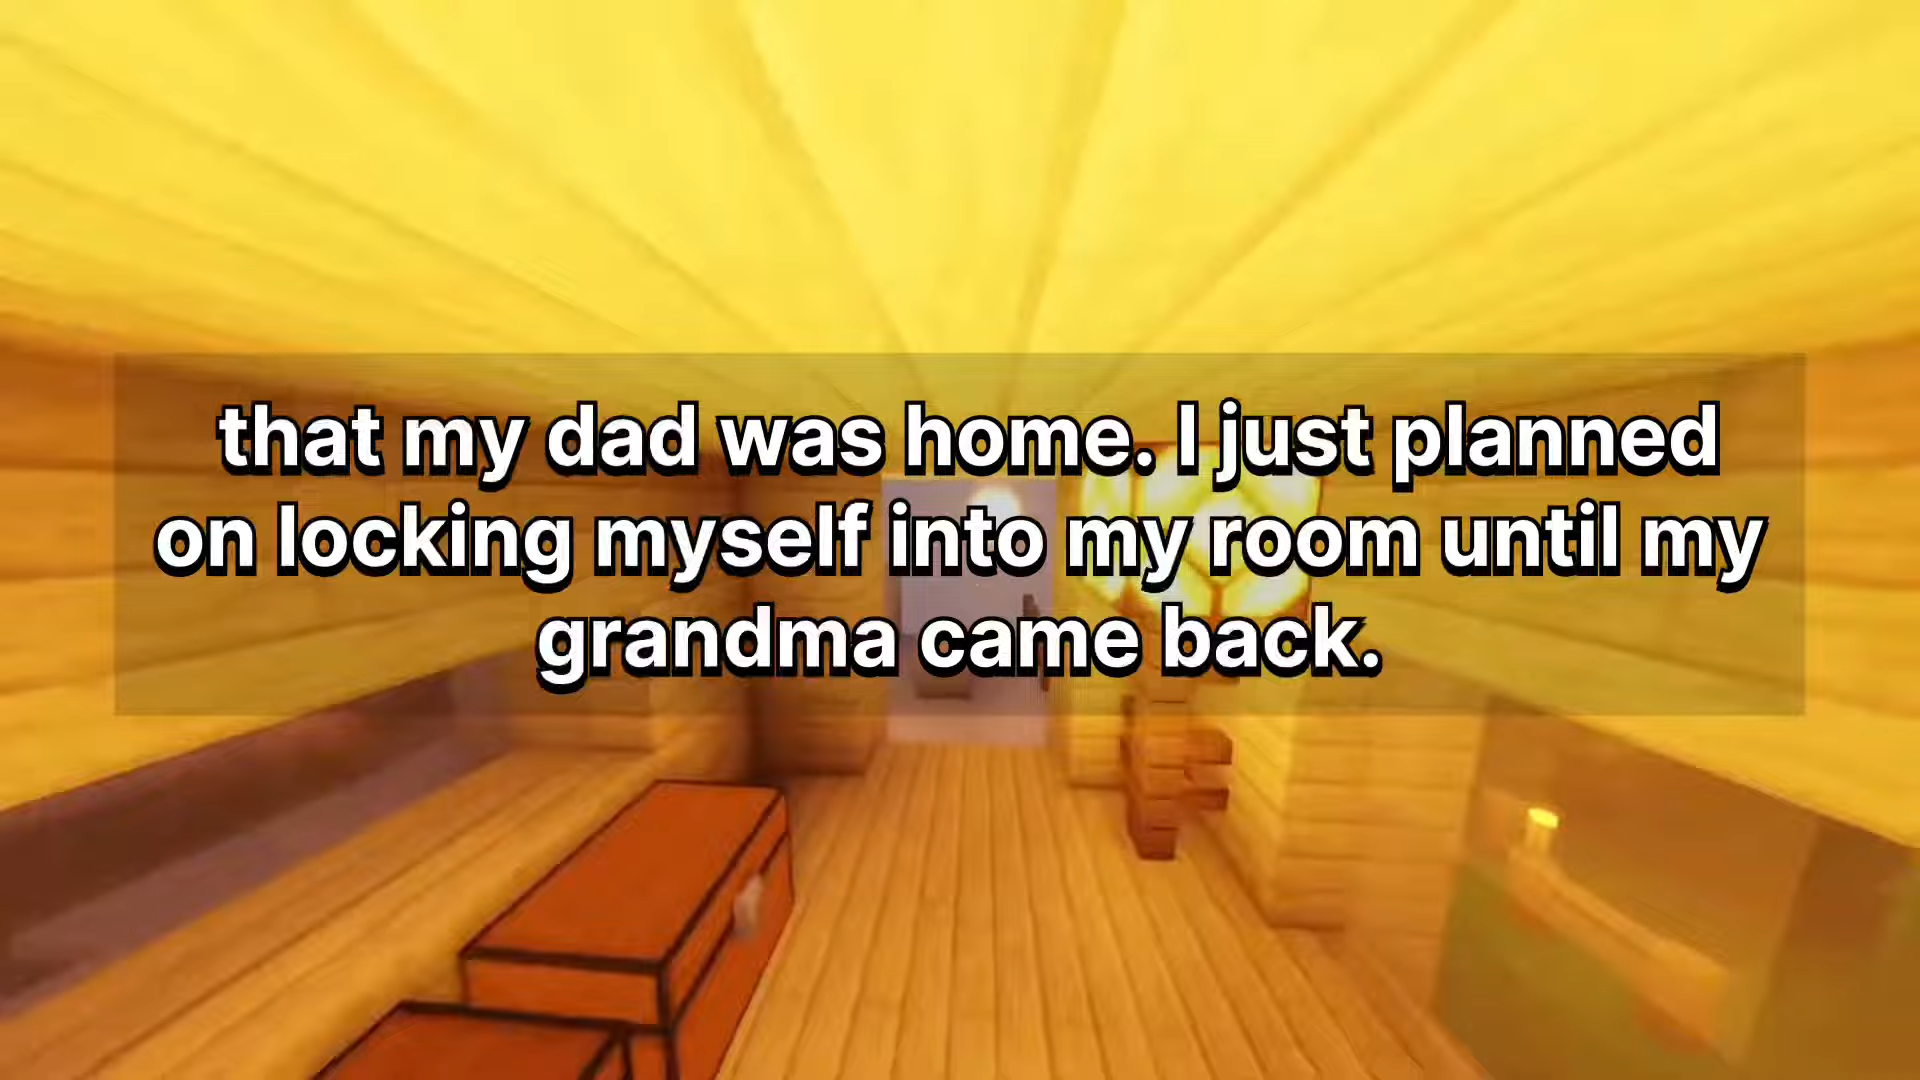 that my dad was home. I just planned
on locking myself into my room until my
grandma came back.